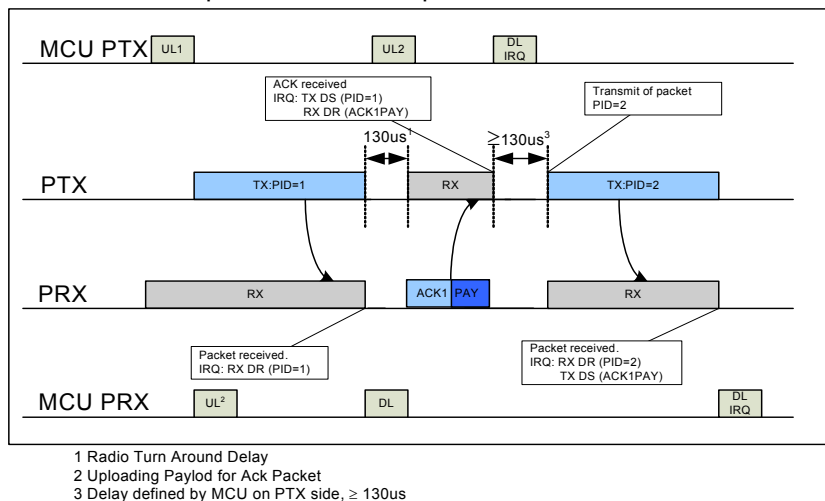 MCU PTX
UL1
UL2
DL
IRQ
ACK received
IRQ: TX DS (PID=1)
RX DR (ACK1PAY)
Transmit of packet
PID=2
130us1
≥130us3
PTX
TX:PID=1
RX
TX:PID=2
PRX
RX
ACK1 PAY
RX
Packet received.
IRQ: RX DR (PID=1)
Packet received.
IRQ: RX DR (PID=2)
TX DS (ACK1PAY)
MCU PRX
UL2
DL
DL
IRQ
1 Radio Turn Around Delay
2 Uploading Paylod for Ack Packet
3 Delay defined by MCU on PTX side, ≥ 130us